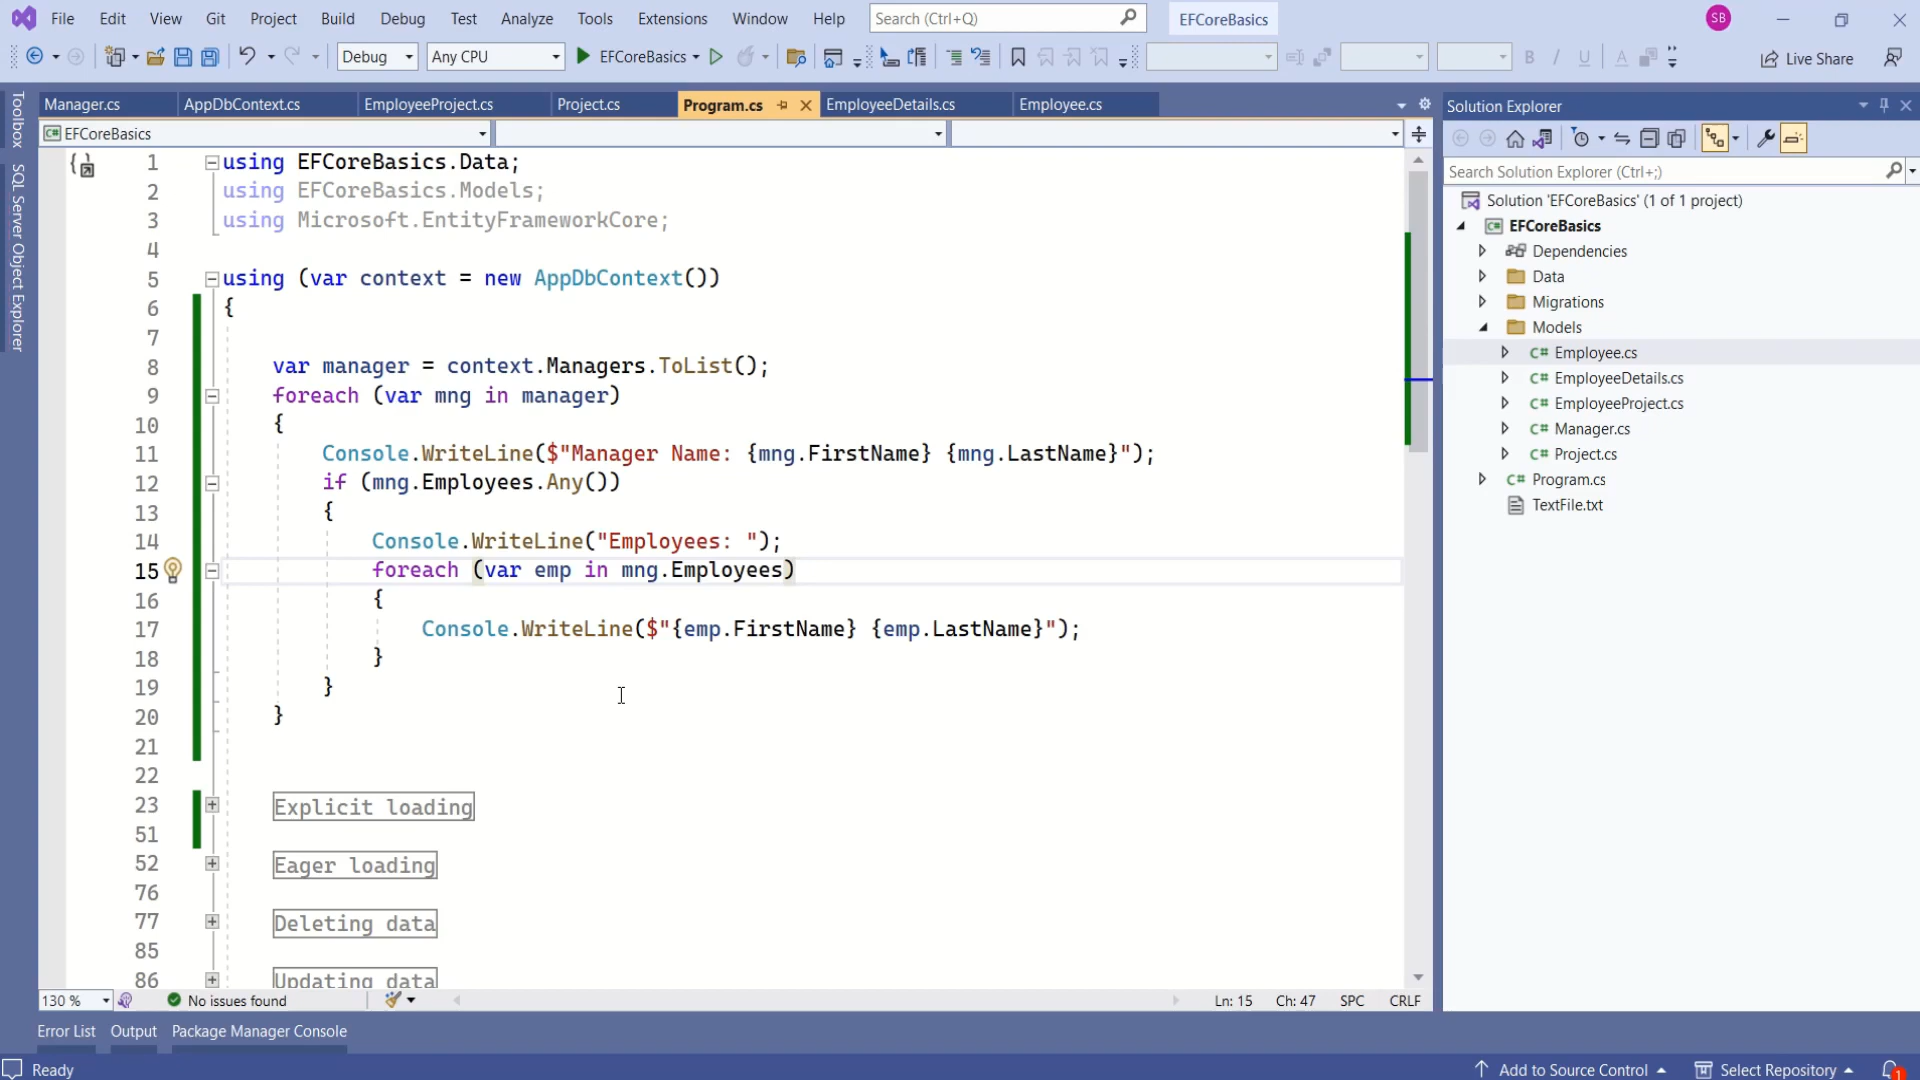 File Edit View Git Project Build Debug Test Analyze Tools Extensions Window Help Search (Ctrl+Q) EFCoreBasics SB
Debug Any CPU EFCoreBasics Live Share
Manager.cs AppDbContext.cs EmployeeProject.cs Project.cs Program.cs EmployeeDetails.cs Employee.cs
EFCoreBasics
Toolbox
SQL Server Object Explorer
1 using EFCoreBasics.Data;
2 using EFCoreBasics.Models;
3 using Microsoft.EntityFrameworkCore;
4
5 using (var context = new AppDbContext())
6 {
7
8 var manager = context.Managers.ToList();
9 foreach (var mng in manager)
10 {
11 Console.WriteLine($"Manager Name: {mng.FirstName} {mng.LastName}");
12 if (mng.Employees.Any())
13 {
14 Console.WriteLine("Employees: ");
15 foreach (var emp in mng.Employees)
16 {
17 Console.WriteLine($"{emp.FirstName} {emp.LastName}");
18 }
19 }
20 }
21
22
23 Explicit loading
51
52 Eager loading
76
77 Deleting data
85
86 Updating data
130 % No issues found Ln: 15 Ch: 47 SPC CRLF
Solution Explorer
Search Solution Explorer (Ctrl+;)
Solution 'EFCoreBasics' (1 of 1 project)
EFCoreBasics
Dependencies
Data
Migrations
Models
C# Employee.cs
C# EmployeeDetails.cs
C# EmployeeProject.cs
C# Manager.cs
C# Project.cs
C# Program.cs
TextFile.txt
Error List Output Package Manager Console
Ready Add to Source Control Select Repository 1